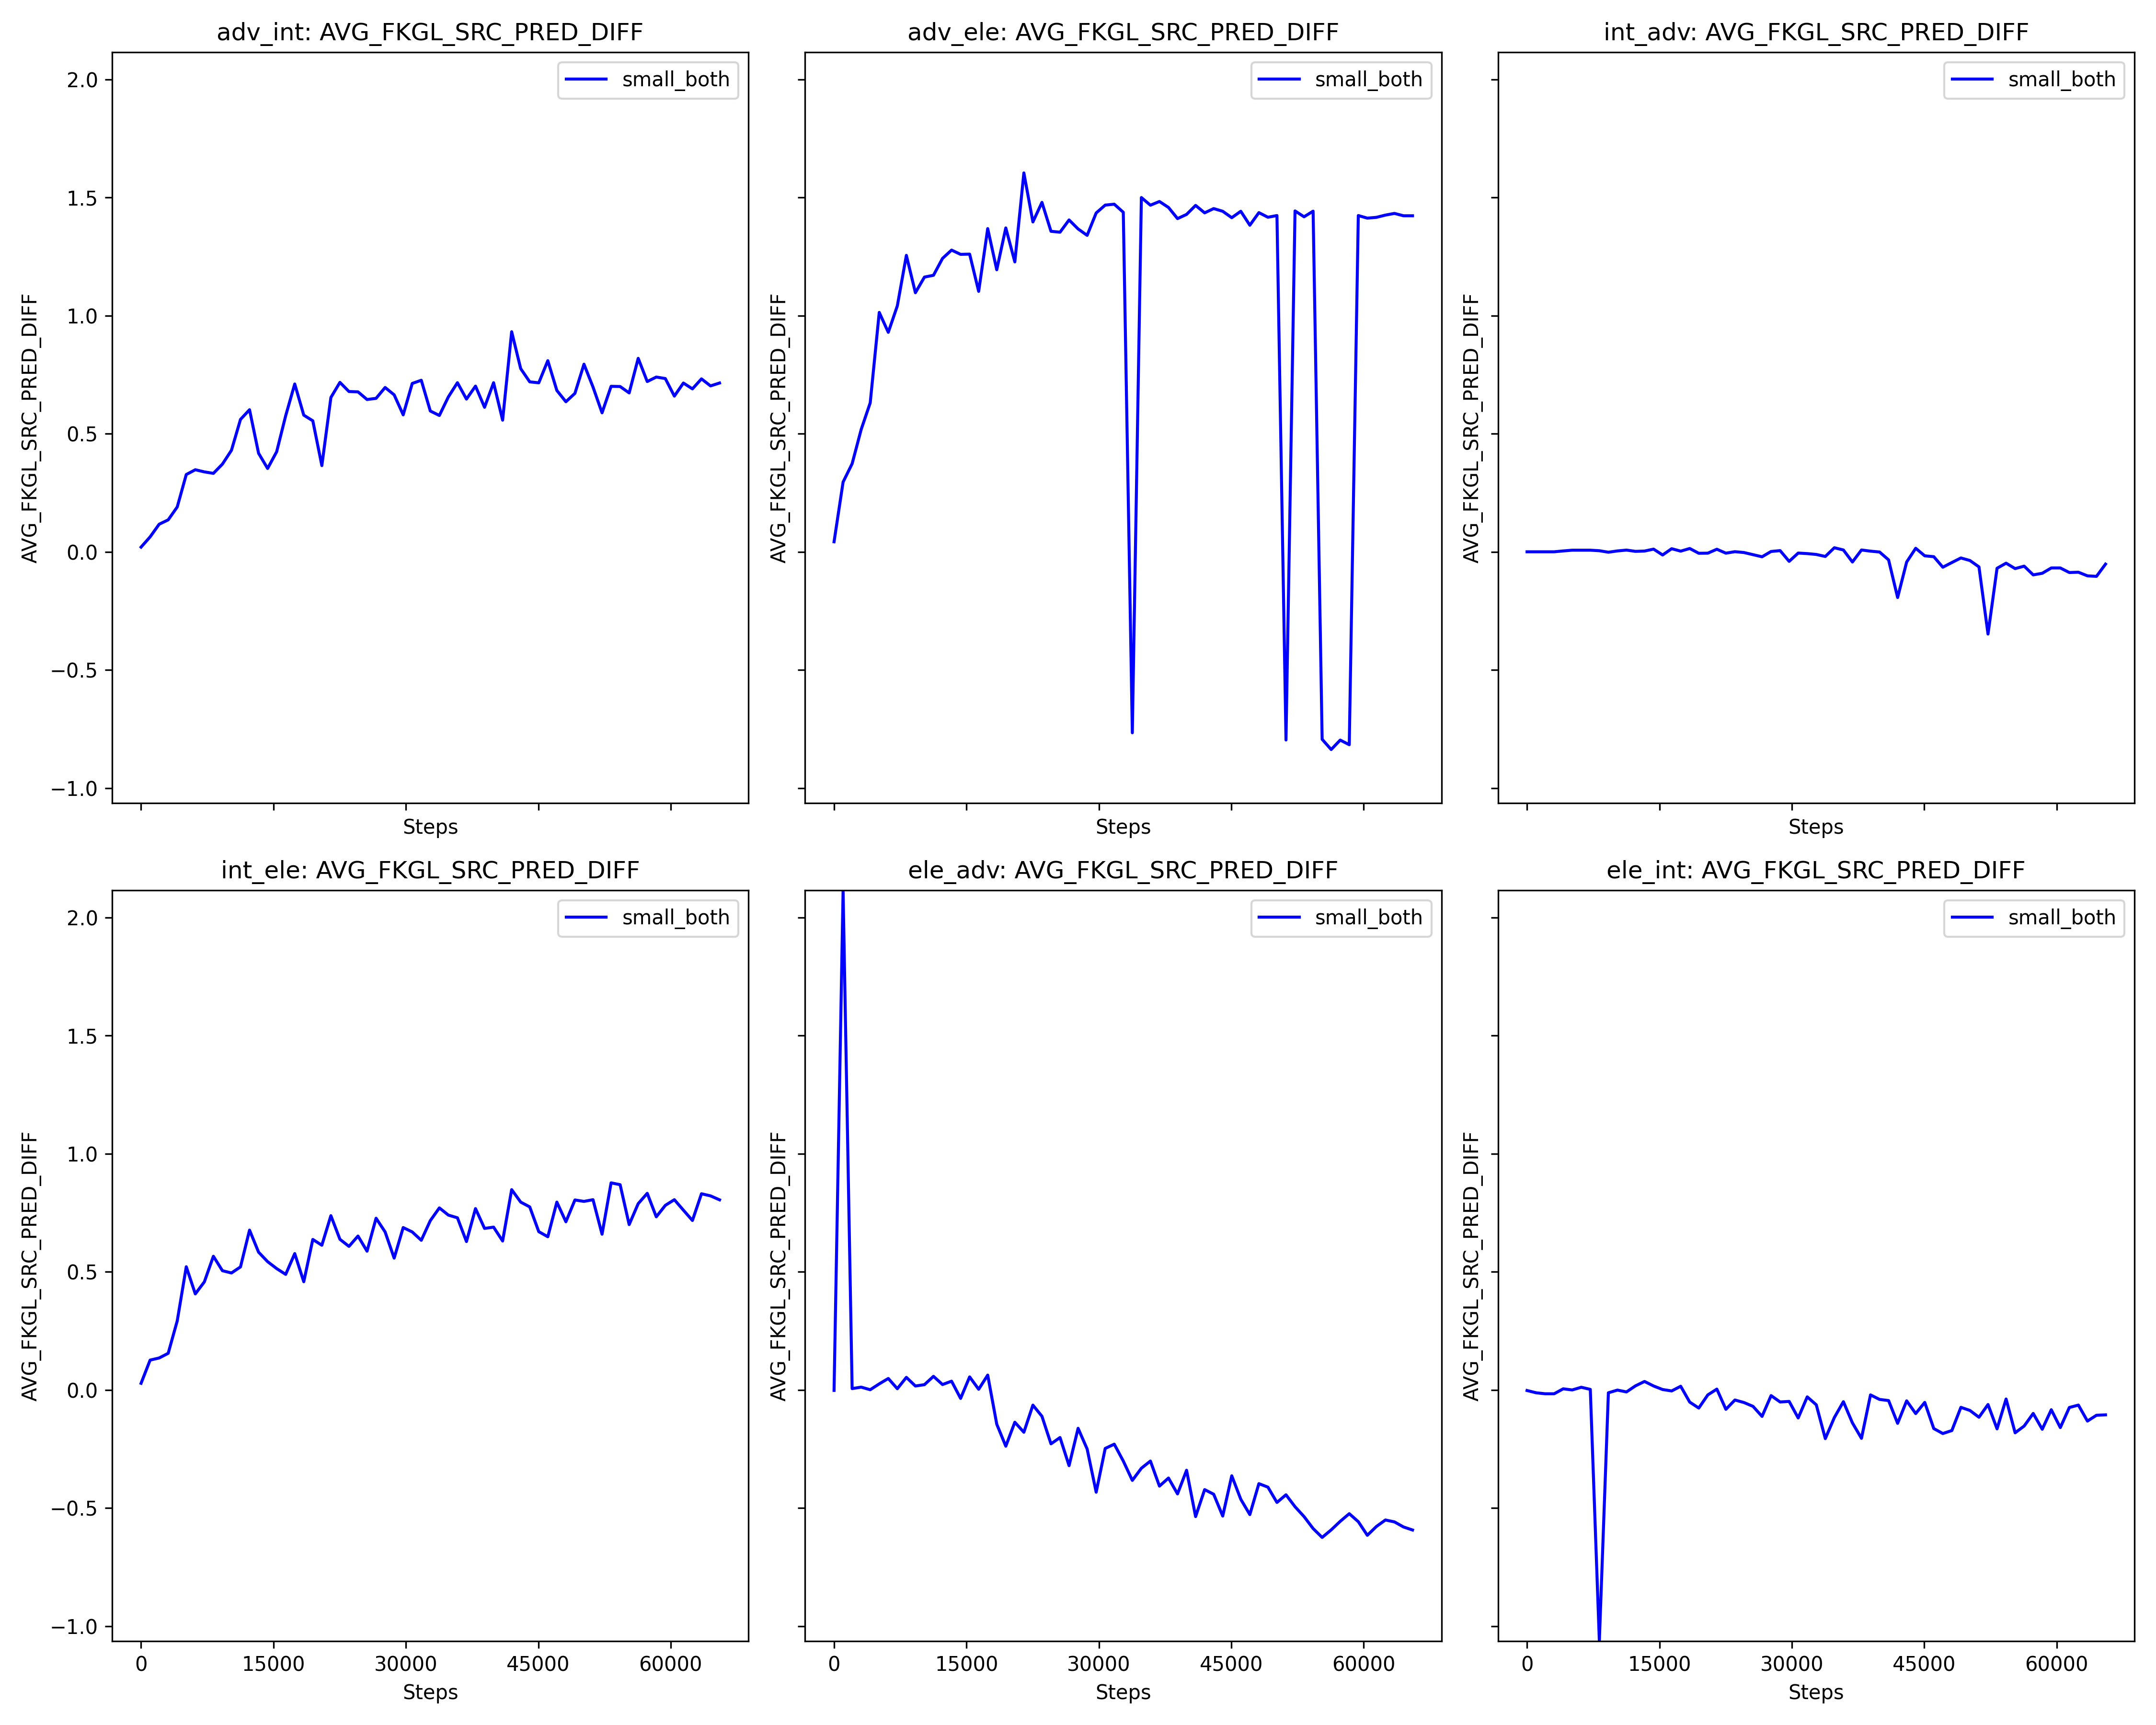 adv_int: AVG_FKGL_SRC_PRED_DIFF
small_both
AVG_FKGL_SRC_PRED_DIFF
2.0
1.5
1.0
0.5
0.0
−0.5
−1.0
Steps
adv_ele: AVG_FKGL_SRC_PRED_DIFF
small_both
AVG_FKGL_SRC_PRED_DIFF
Steps
int_adv: AVG_FKGL_SRC_PRED_DIFF
small_both
AVG_FKGL_SRC_PRED_DIFF
Steps
int_ele: AVG_FKGL_SRC_PRED_DIFF
small_both
AVG_FKGL_SRC_PRED_DIFF
2.0
1.5
1.0
0.5
0.0
−0.5
−1.0
0 15000 30000 45000 60000
Steps
ele_adv: AVG_FKGL_SRC_PRED_DIFF
small_both
AVG_FKGL_SRC_PRED_DIFF
0 15000 30000 45000 60000
Steps
ele_int: AVG_FKGL_SRC_PRED_DIFF
small_both
AVG_FKGL_SRC_PRED_DIFF
0 15000 30000 45000 60000
Steps